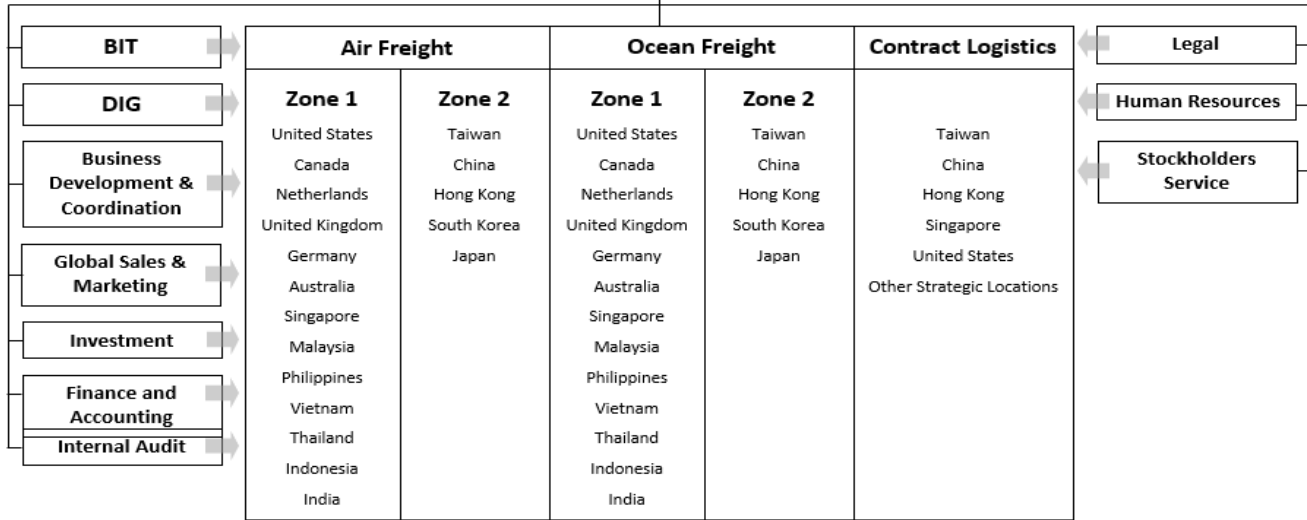 BIT
DIG
Business
Development &
Coordination
Global Sales &
Marketing
Investment
Finance and
Accounting
Internal Audit
Air Freight
Zone 1
United States
Canada
Netherlands
United Kingdom
Germany
Australia
Singapore
Malaysia
Philippines
Vietnam
Thailand
Indonesia
India
Zone 2
Taiwan
China
Hong Kong
South Korea
Japan
Ocean Freight
Zone 1
United States
Canada
Netherlands
United Kingdom
Germany
Australia
Singapore
Malaysia
Philippines
Vietnam
Thailand
Indonesia
India
Zone 2
Taiwan
China
Hong Kong
South Korea
Japan
Contract Logistics
Taiwan
China
Hong Kong
Singapore
United States
Other Strategic Locations
Legal
Human Resources
Stockholders
Service